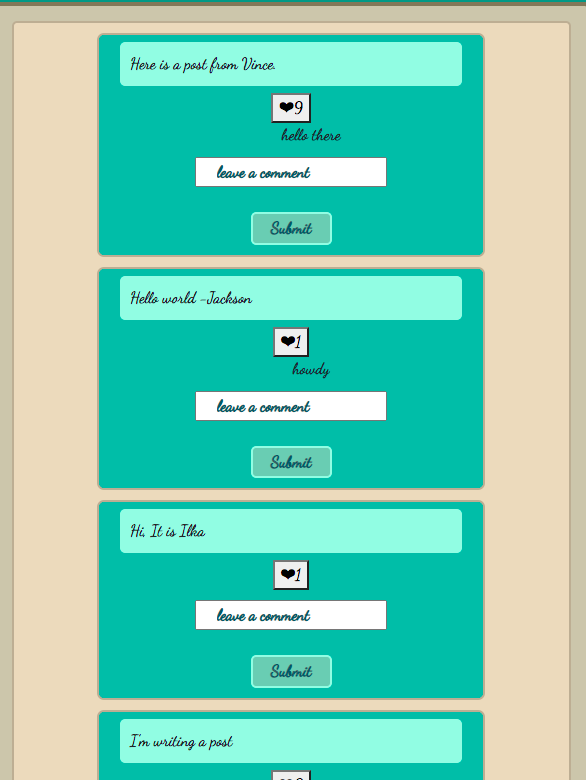 Here is a post from Vince.
❤9
hello there
leave a comment
Submit
Hello world -Jackson
❤1
howdy
leave a comment
Submit
Hi, It is Ilka
❤1
leave a comment
Submit
I'm writing a post